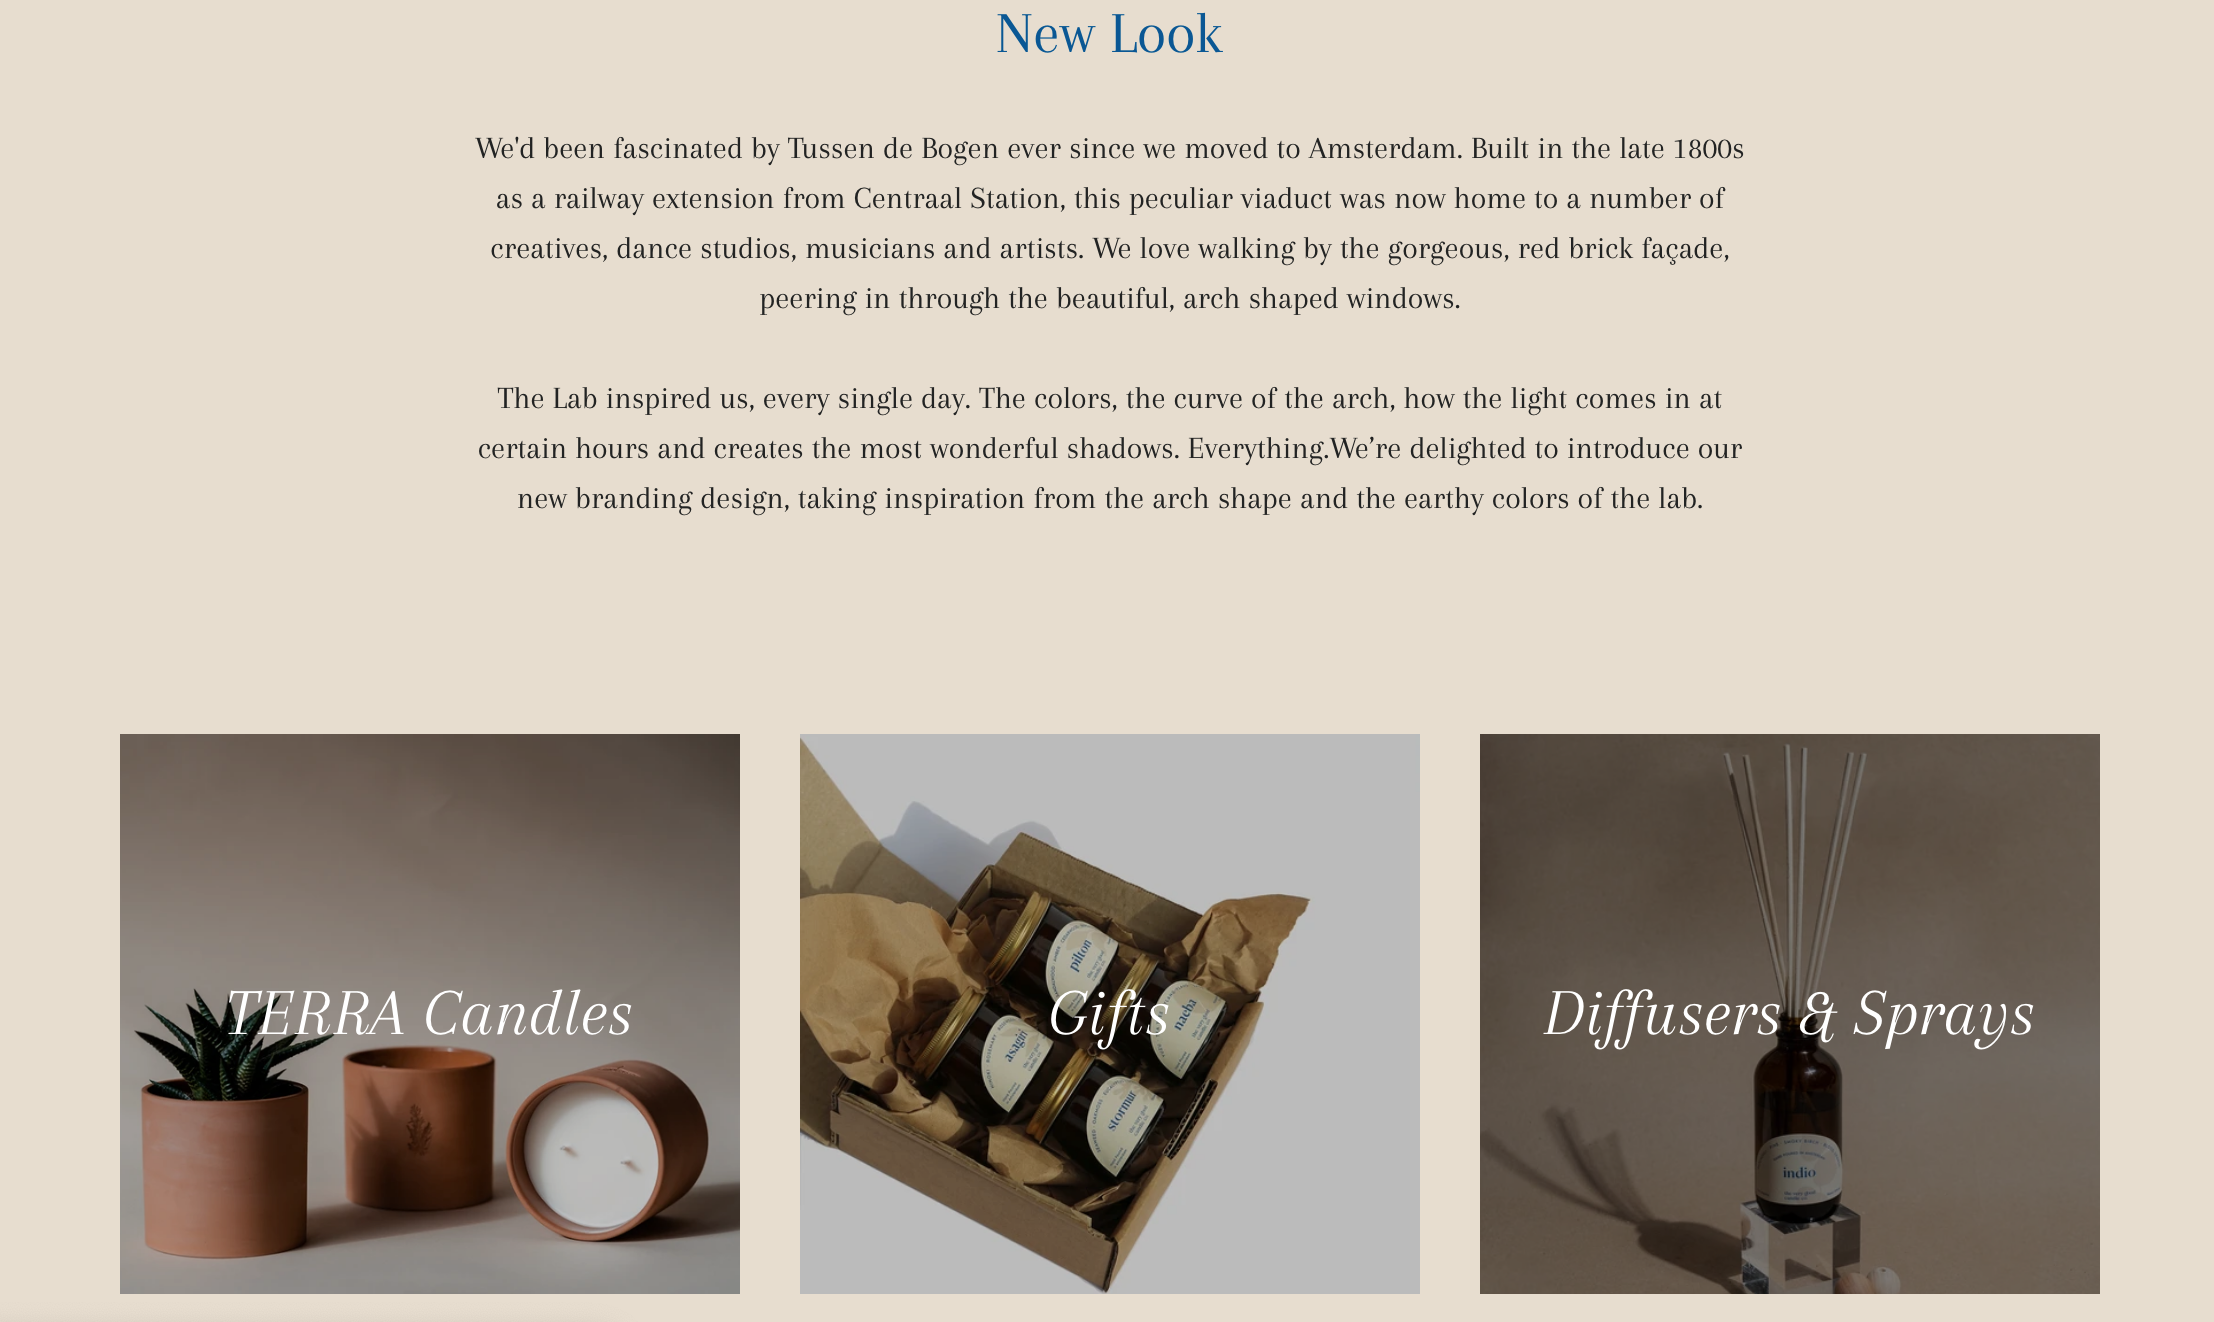 New Look
We'd been fascinated by Tussen de Bogen ever since we moved to Amsterdam. Built in the late 1800s
as a railway extension from Centraal Station, this peculiar viaduct was now home to a number of
creatives, dance studios, musicians and artists. We love walking by the gorgeous, red brick façade,
peering in through the beautiful, arch shaped windows.
The Lab inspired us, every single day. The colors, the curve of the arch, how the light comes in at
certain hours and creates the most wonderful shadows. Everything.We’re delighted to introduce our
new branding design, taking inspiration from the arch shape and the earthy colors of the lab.
TERRA Candles
Gifts
pilton
naeba
asagiri
stormur
Diffusers & Sprays
indio